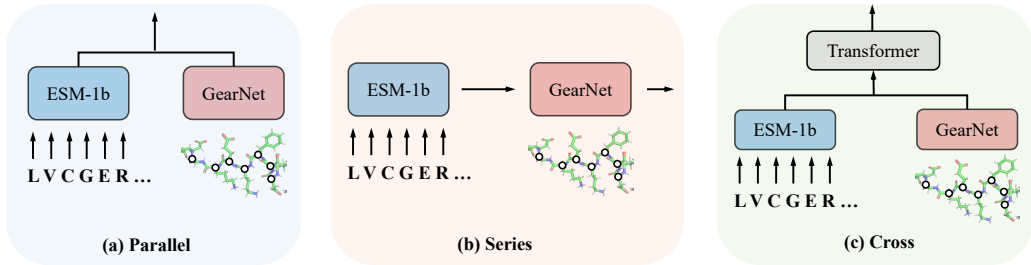 ESM-1b
GearNet
L V C G E R ...
(a) Parallel
ESM-1b
GearNet
L V C G E R ...
(b) Series
Transformer
ESM-1b
GearNet
L V C G E R ...
(c) Cross